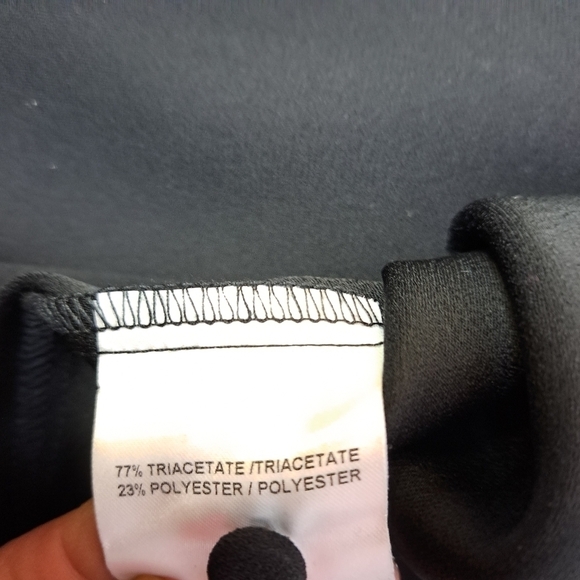 77% TRIACETATE /TRIACETATE
23% POLYESTER / POLYESTER